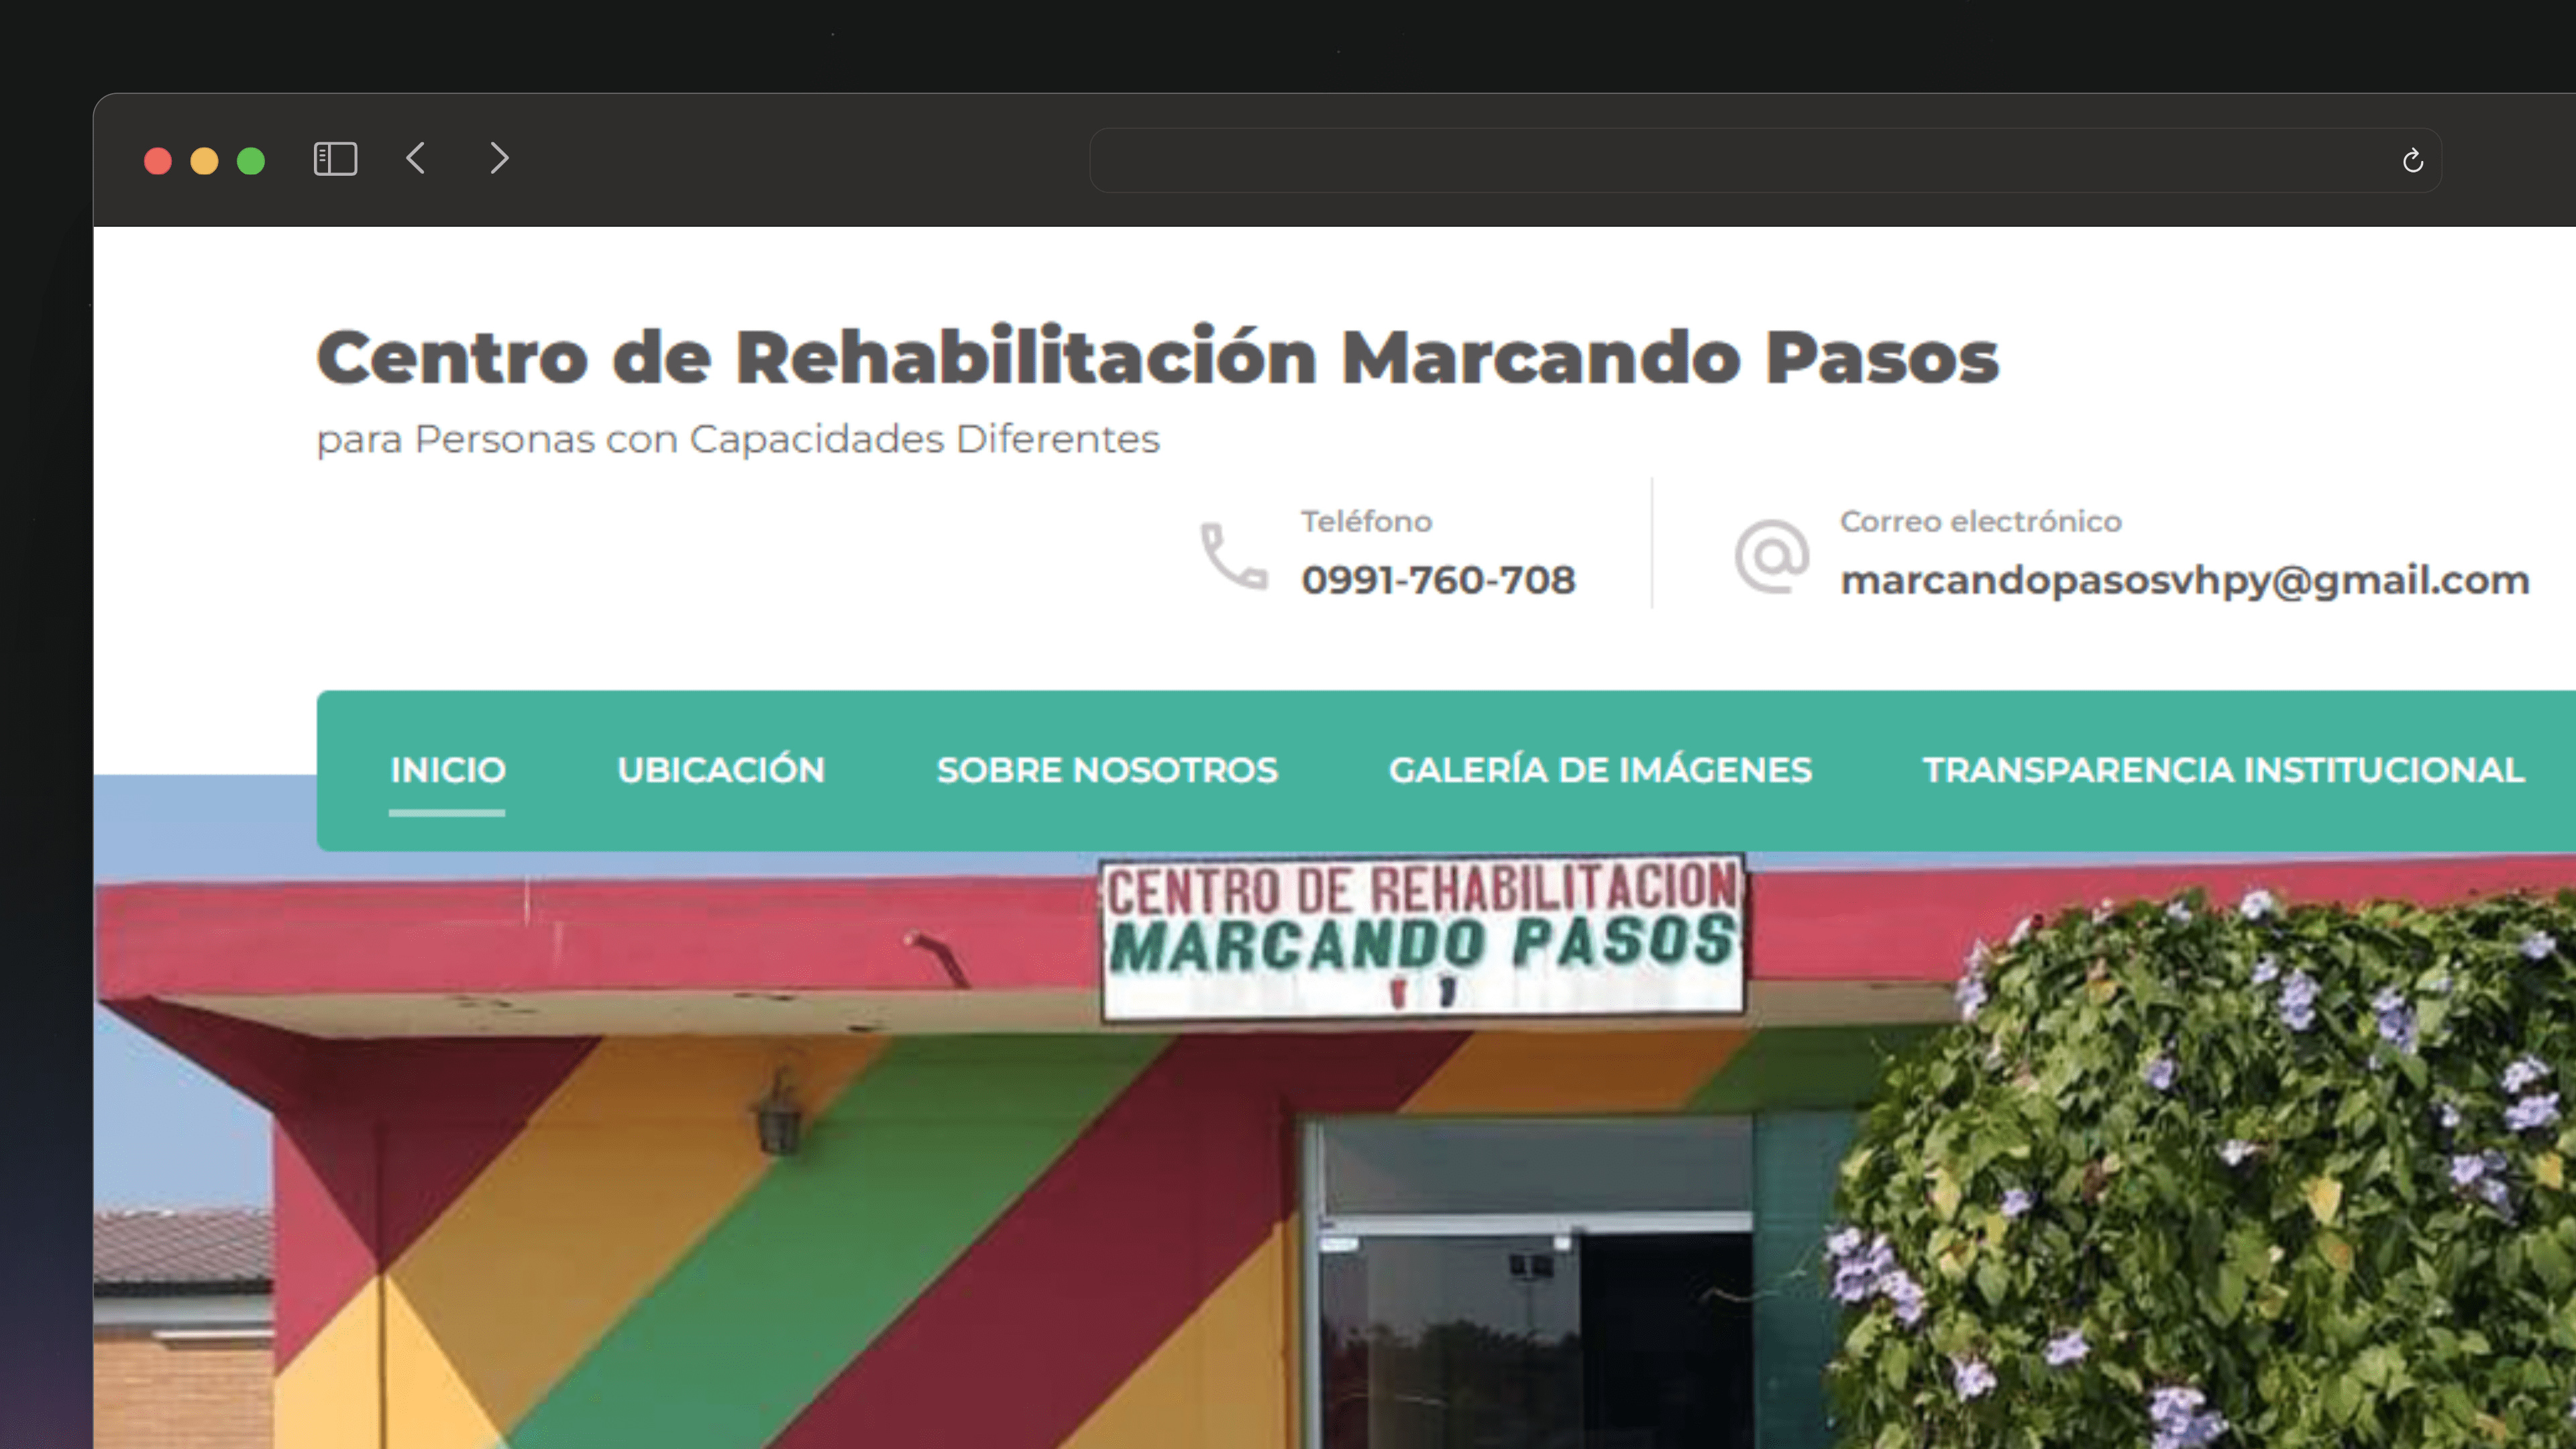 Centro de Rehabilitación Marcando Pasos
para Personas con Capacidades Diferentes
Teléfono
0991-760-708
Correo electrónico
marcandopasosvhpy@gmail.com
INICIO UBICACIÓN SOBRE NOSOTROS GALERÍA DE IMÁGENES TRANSPARENCIA INSTITUCIONAL
CENTRO DE REHABILITACION
MARCANDO PASOS